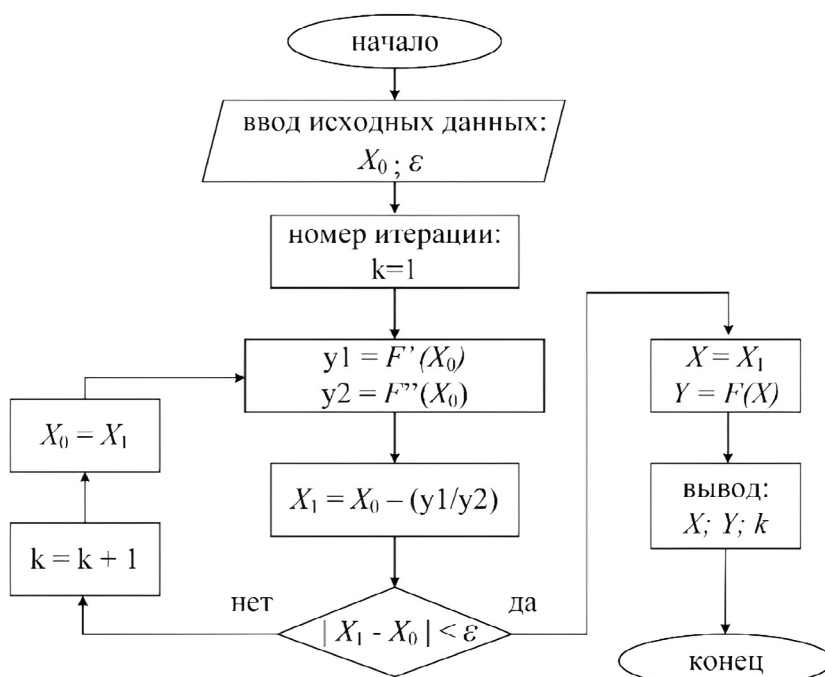 начало
ввод исходных данных:
X₀ ; ε
номер итерации:
k=1
y1 = F’(X₀)
y2 = F”(X₀)
X₁ = X₀ – (y1/y2)
| X₁ - X₀ | < ε
нет
да
k = k + 1
X₀ = X₁
X = X₁
Y = F(X)
вывод:
X; Y; k
конец